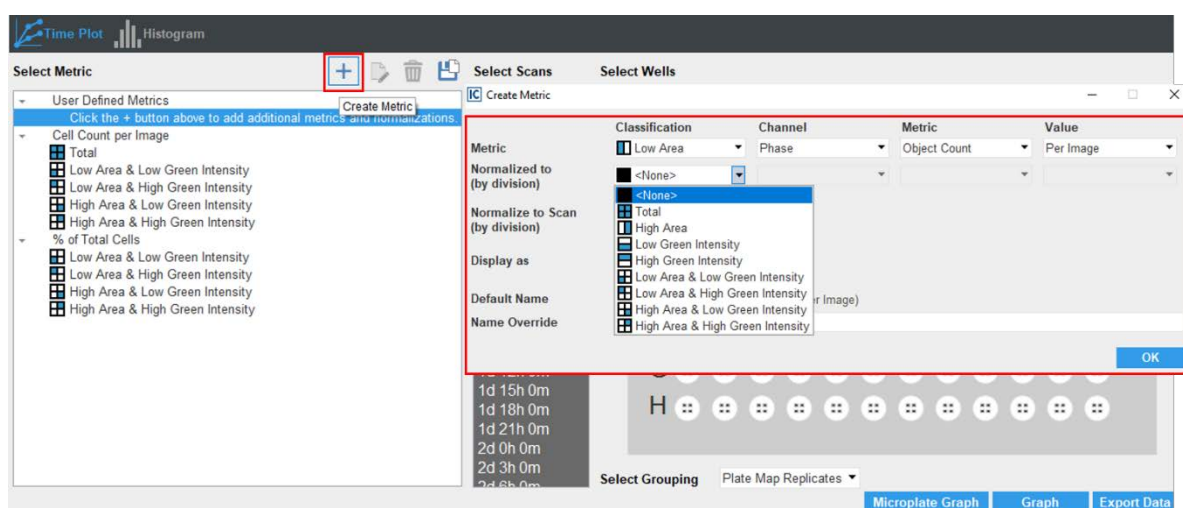 Time Plot Histogram
Select Metric
Create Metric
User Defined Metrics
Click the + button above to add additional metrics and normalizations.
Cell Count per Image
Total
Low Area & Low Green Intensity
Low Area & High Green Intensity
High Area & Low Green Intensity
High Area & High Green Intensity
% of Total Cells
Low Area & Low Green Intensity
Low Area & High Green Intensity
High Area & Low Green Intensity
High Area & High Green Intensity
Select Scans Select Wells
IC Create Metric
Classification Channel Metric Value
Metric Low Area Phase Object Count Per Image
Normalized to
(by division)
<None>
<None>
Total
High Area
Low Green Intensity
High Green Intensity
Low Area & Low Green Intensity
Low Area & High Green Intensity
High Area & Low Green Intensity
High Area & High Green Intensity
Normalize to Scan
(by division)
Display as
Default Name
r Image)
Name Override
OK
1d 15h 0m
1d 18h 0m
1d 21h 0m
2d 0h 0m
2d 3h 0m
2d 6h 0m
H
Select Grouping Plate Map Replicates
Microplate Graph Graph Export Data